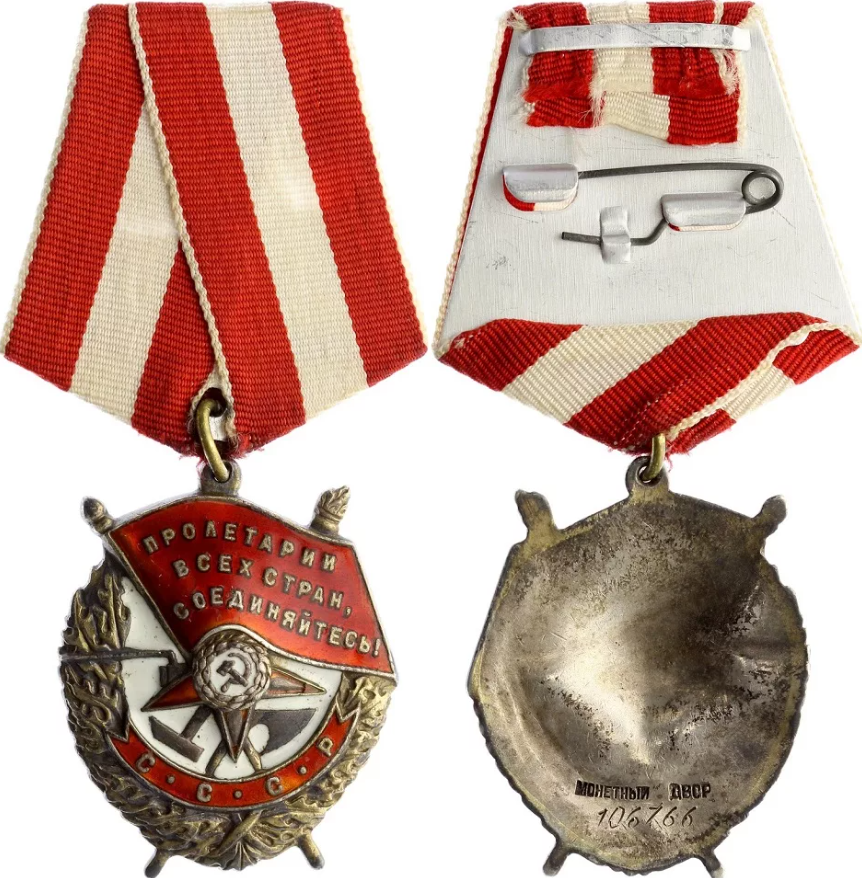 ПРОЛЕТАРИИ
ВСЕХ СТРАН,
СОЕДИНЯЙТЕСЬ!
С·С·С·Р
МОНЕТНЫЙ ДВОР
106766